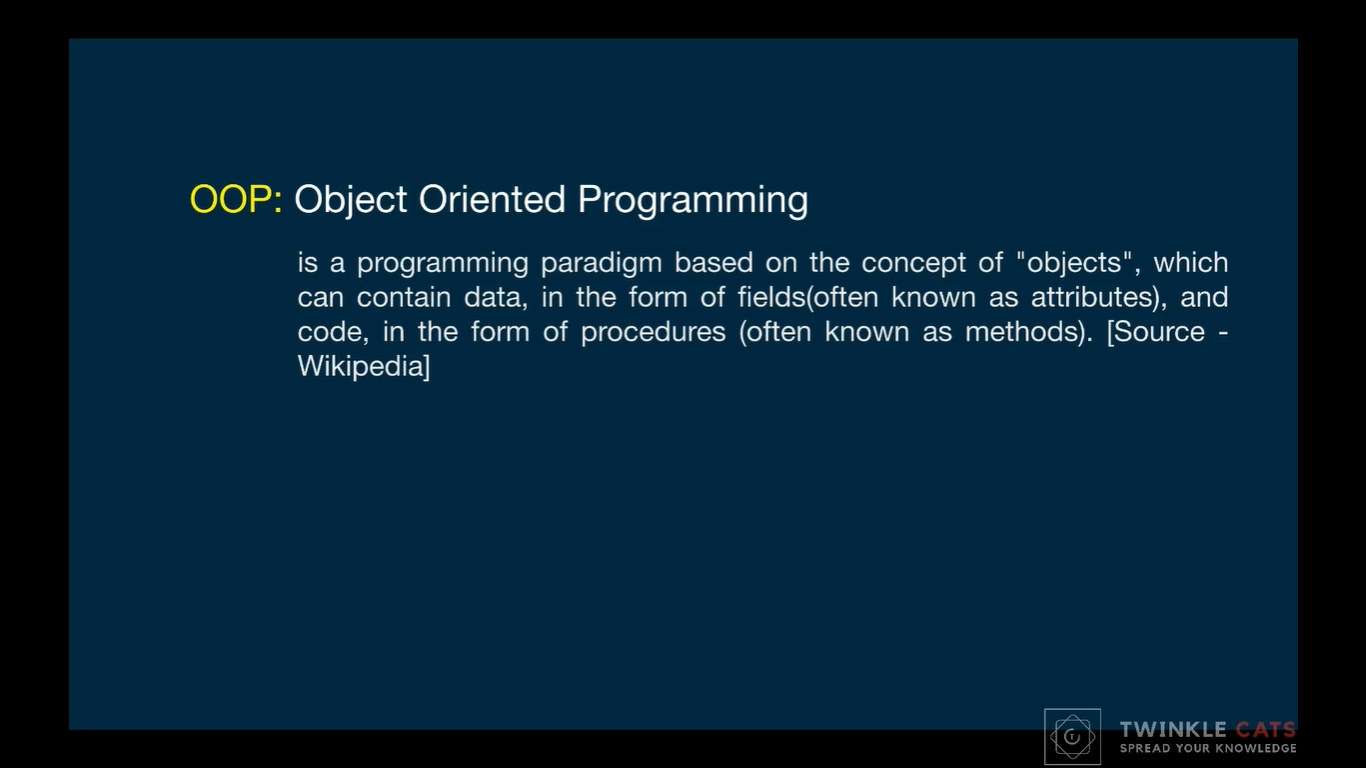 OOP: Object Oriented Programming
is a programming paradigm based on the concept of "objects", which
can contain data, in the form of fields(often known as attributes), and
code, in the form of procedures (often known as methods). [Source -
Wikipedia]
TWINKLE CATS
SPREAD YOUR KNOWLEDGE